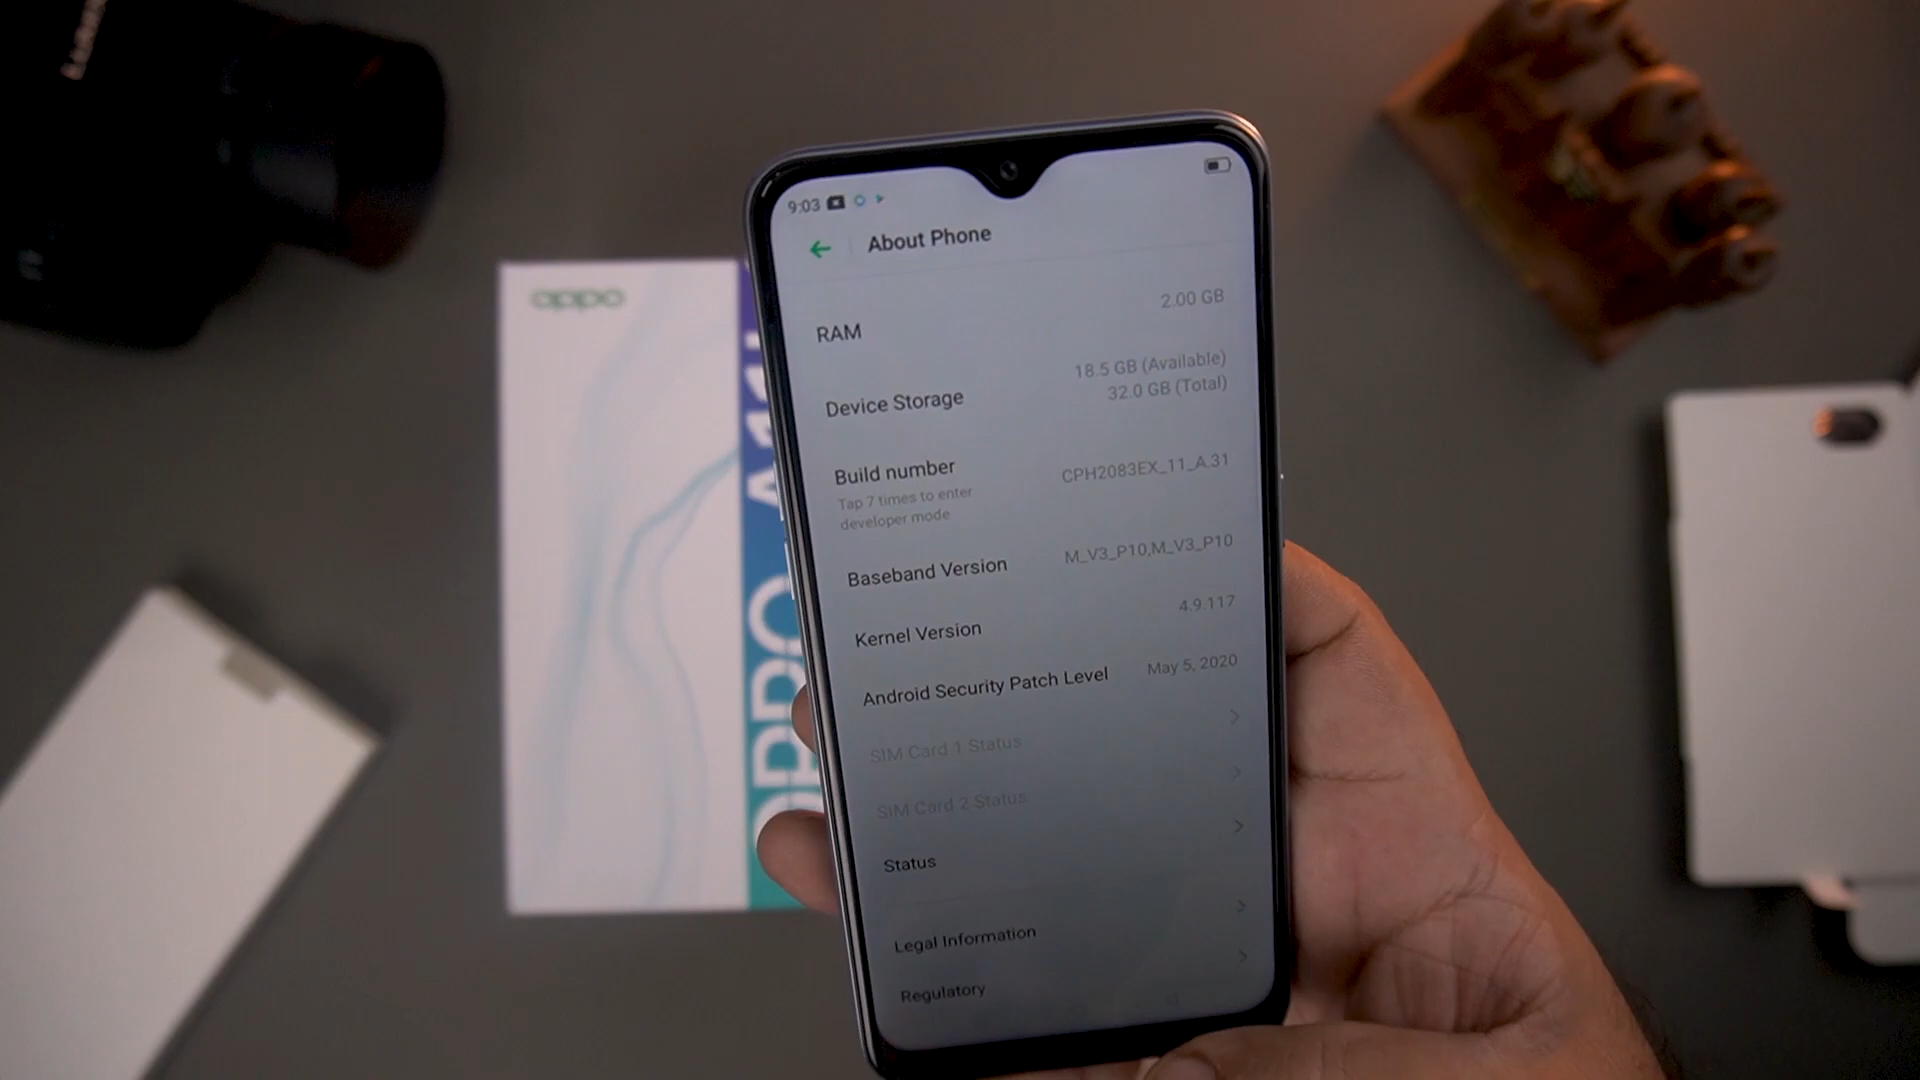 9:03
About Phone
RAM
2.00 GB
Device Storage
18.5 GB (Available)
32.0 GB (Total)
Build number
CPH2083EX_11_A.31
Tap 7 times to enter
developer mode
Baseband Version
M_V3_P10,M_V3_P10
Kernel Version
4.9.117
Android Security Patch Level
May 5, 2020
SIM Card 1 Status
SIM Card 2 Status
Status
Legal Information
Regulatory
oppo
OPPO